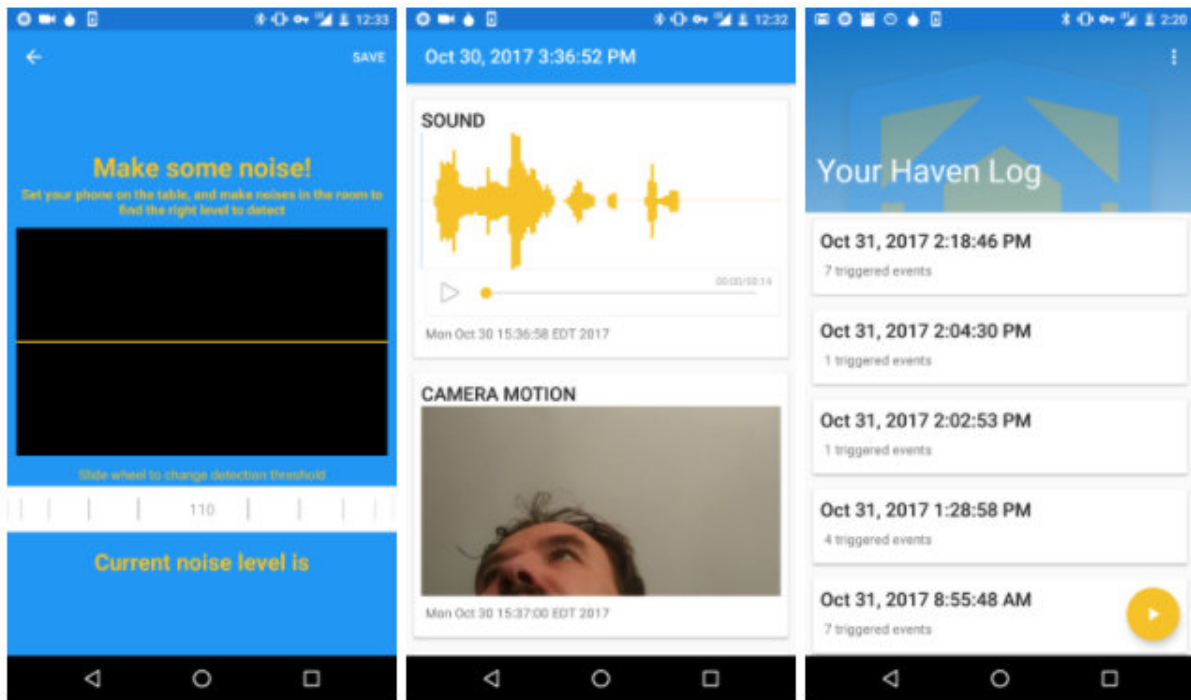 12:33
SAVE
Make some noise!
Set your phone on the table, and make noises in the room to
find the right level to detect
Slide wheel to change detection threshold
110
Current noise level is
12:32
Oct 30, 2017 3:36:52 PM
SOUND
00:00/00:16
Mon Oct 30 15:36:58 EDT 2017
CAMERA MOTION
Mon Oct 30 15:37:00 EDT 2017
2:20
Your Haven Log
Oct 31, 2017 2:18:46 PM
7 triggered events
Oct 31, 2017 2:04:30 PM
1 triggered events
Oct 31, 2017 2:02:53 PM
1 triggered events
Oct 31, 2017 1:28:58 PM
4 triggered events
Oct 31, 2017 8:55:48 AM
7 triggered events